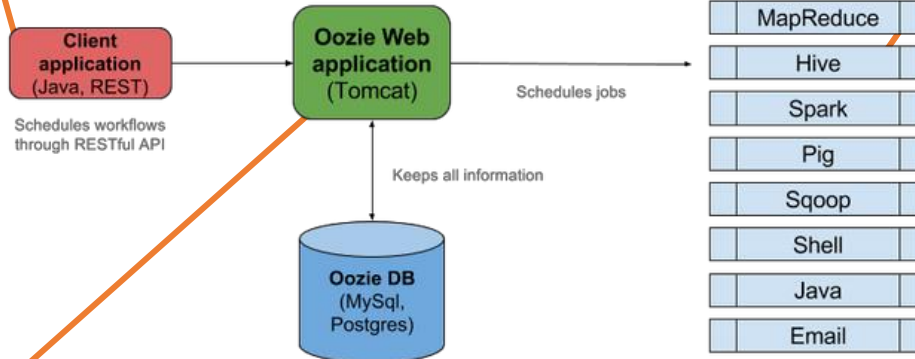 Client
application
(Java, REST)
Schedules workflows
through RESTful API
Oozie Web
application
(Tomcat)
Schedules jobs
Keeps all information
Oozie DB
(MySql,
Postgres)
MapReduce
Hive
Spark
Pig
Sqoop
Shell
Java
Email